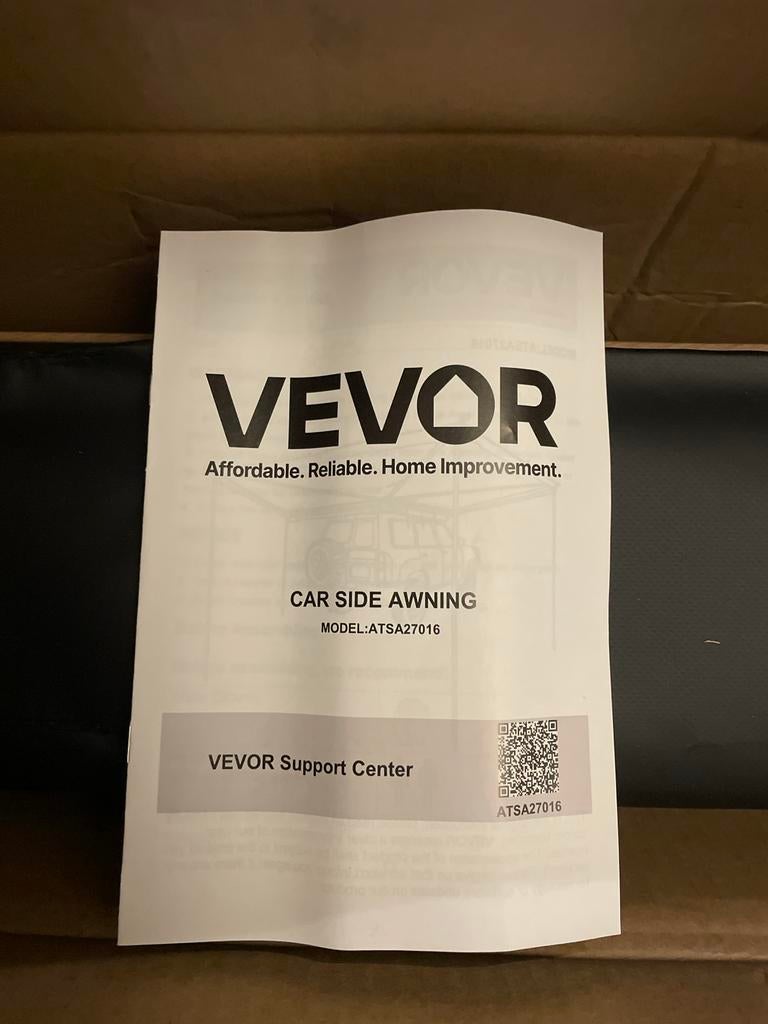 VEVOR
Affordable. Reliable. Home Improvement.
CAR SIDE AWNING
MODEL:ATSA27016
VEVOR Support Center
ATSA27016